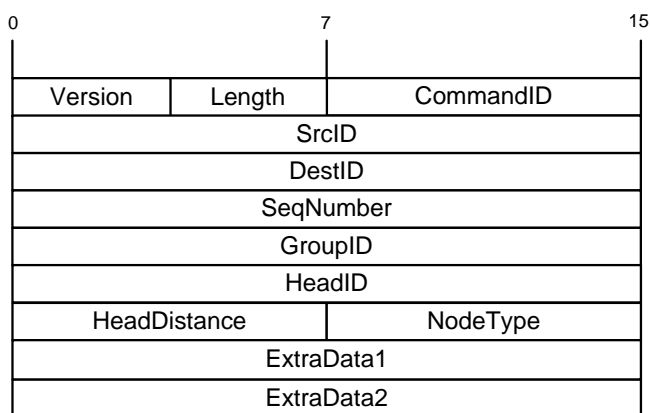 0 7 15
Version Length CommandID
SrcID
DestID
SeqNumber
GroupID
HeadID
HeadDistance NodeType
ExtraData1
ExtraData2